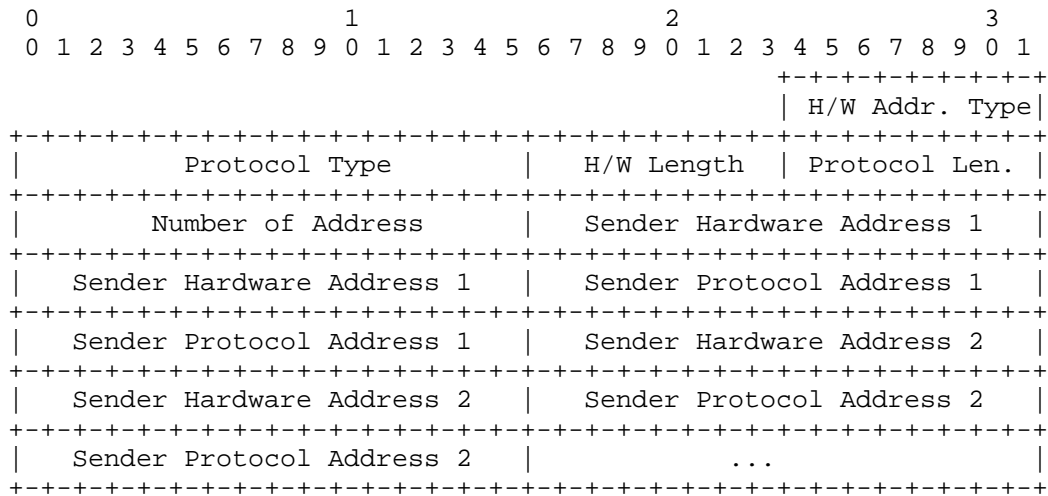 0                   1                   2                   3
 0 1 2 3 4 5 6 7 8 9 0 1 2 3 4 5 6 7 8 9 0 1 2 3 4 5 6 7 8 9 0 1
                                                +-+-+-+-+-+-+-+-+
                                                | H/W Addr. Type|
+-+-+-+-+-+-+-+-+-+-+-+-+-+-+-+-+-+-+-+-+-+-+-+-+-+-+-+-+-+-+-+-+
|          Protocol Type        |   H/W Length  | Protocol Len. |
+-+-+-+-+-+-+-+-+-+-+-+-+-+-+-+-+-+-+-+-+-+-+-+-+-+-+-+-+-+-+-+-+
|        Number of Address      |   Sender Hardware Address 1   |
+-+-+-+-+-+-+-+-+-+-+-+-+-+-+-+-+-+-+-+-+-+-+-+-+-+-+-+-+-+-+-+-+
|   Sender Hardware Address 1   |   Sender Protocol Address 1   |
+-+-+-+-+-+-+-+-+-+-+-+-+-+-+-+-+-+-+-+-+-+-+-+-+-+-+-+-+-+-+-+-+
|   Sender Protocol Address 1   |   Sender Hardware Address 2   |
+-+-+-+-+-+-+-+-+-+-+-+-+-+-+-+-+-+-+-+-+-+-+-+-+-+-+-+-+-+-+-+-+
|   Sender Hardware Address 2   |   Sender Protocol Address 2   |
+-+-+-+-+-+-+-+-+-+-+-+-+-+-+-+-+-+-+-+-+-+-+-+-+-+-+-+-+-+-+-+-+
|   Sender Protocol Address 2   |            ...                |
+-+-+-+-+-+-+-+-+-+-+-+-+-+-+-+-+-+-+-+-+-+-+-+-+-+-+-+-+-+-+-+-+